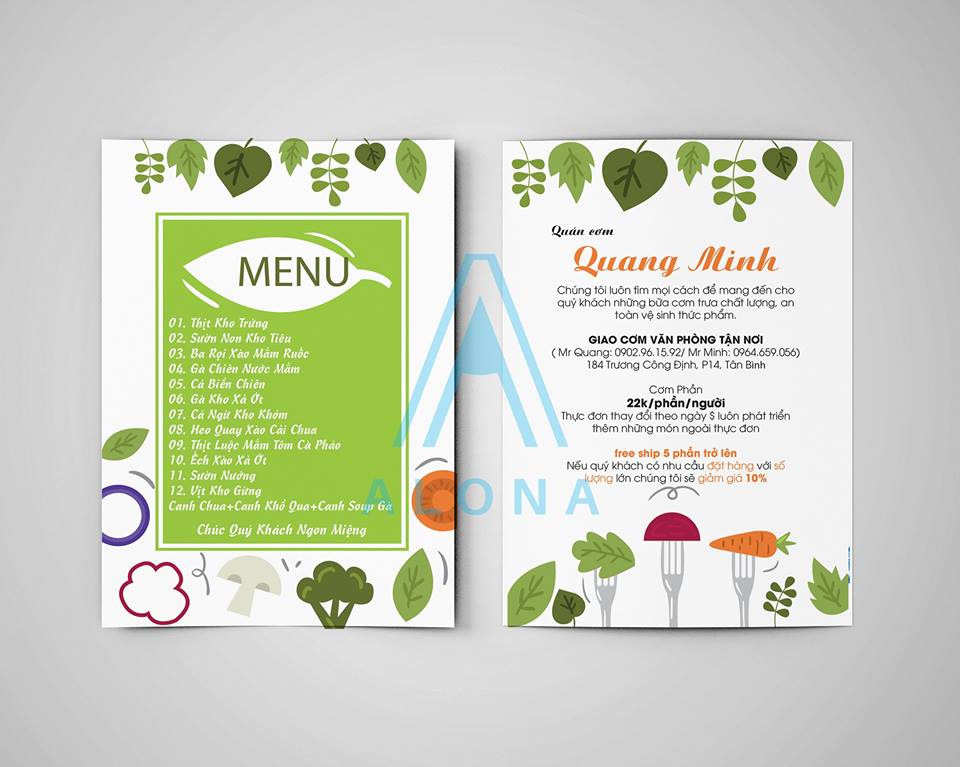 MENU
01. Thịt Kho Trứng
02. Sườn Non Kho Tiêu
03. Ba Rọi Xào Mắm Ruốc
04. Gà Chiên Nước Mắm
05. Cá Biển Chiên
06. Gà Kho Xả Ớt
07. Cá Ngừ Kho Khóm
08. Heo Quay Xào Cải Chua
09. Thịt Luộc Mắm Tôm Cà Pháo
10. Ếch Xào Xả Ớt
11. Sườn Nướng
12. Vịt Kho Gừng
Canh Chua+Canh Khổ Qua+Canh Soup Gà
Chúc Quý Khách Ngon Miệng
Quán cơm
Quang Minh
Chúng tôi luôn tìm mọi cách để mang đến cho
quý khách những bữa cơm trưa chất lượng, an
toàn vệ sinh thức phẩm.
GIAO CƠM VĂN PHÒNG TẬN NƠI
( Mr Quang: 0902.96.15.92/ Mr Minh: 0964.659.056)
184 Trương Công Định, P14, Tân Bình
Cơm Phần
22k/phần/người
Thực đơn thay đổi theo ngày $ luôn phát triển
thêm những món ngoài thực đơn
free ship 5 phần trở lên
Nếu quý khách có nhu cầu đặt hàng với số
lượng lớn chúng tôi sẽ giảm giá 10%
ALONA